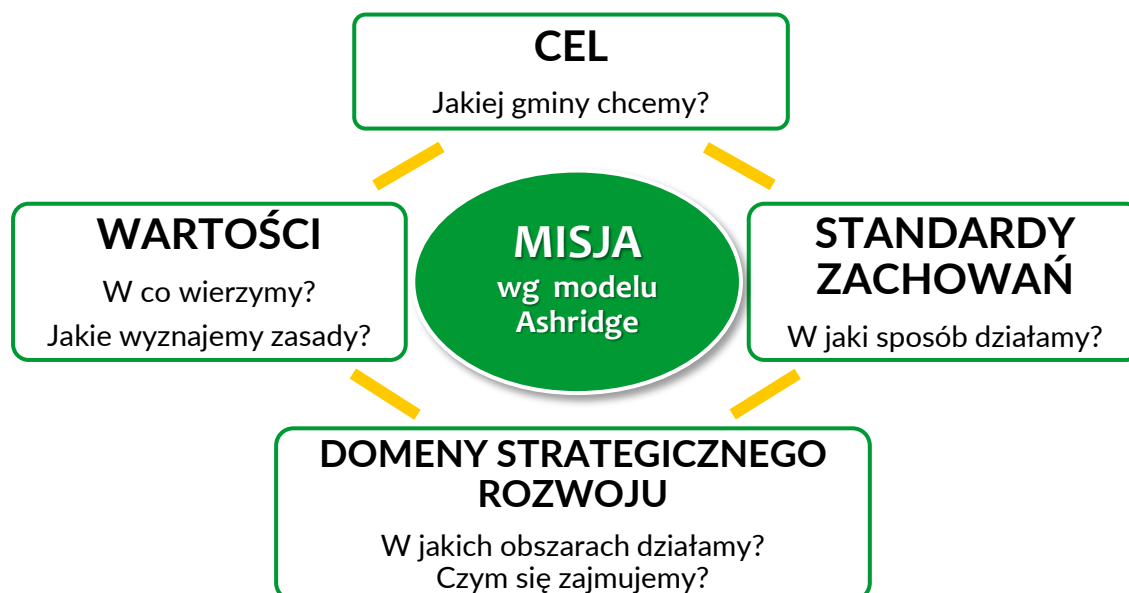 CEL
Jakiej gminy chcemy?
WARTOŚCI
W co wierzymy?
Jakie wyznajemy zasady?
MISJA
wg modelu
Ashridge
STANDARDY
ZACHOWAŃ
W jaki sposób działamy?
DOMENY STRATEGICZNEGO
ROZWOJU
W jakich obszarach działamy?
Czym się zajmujemy?